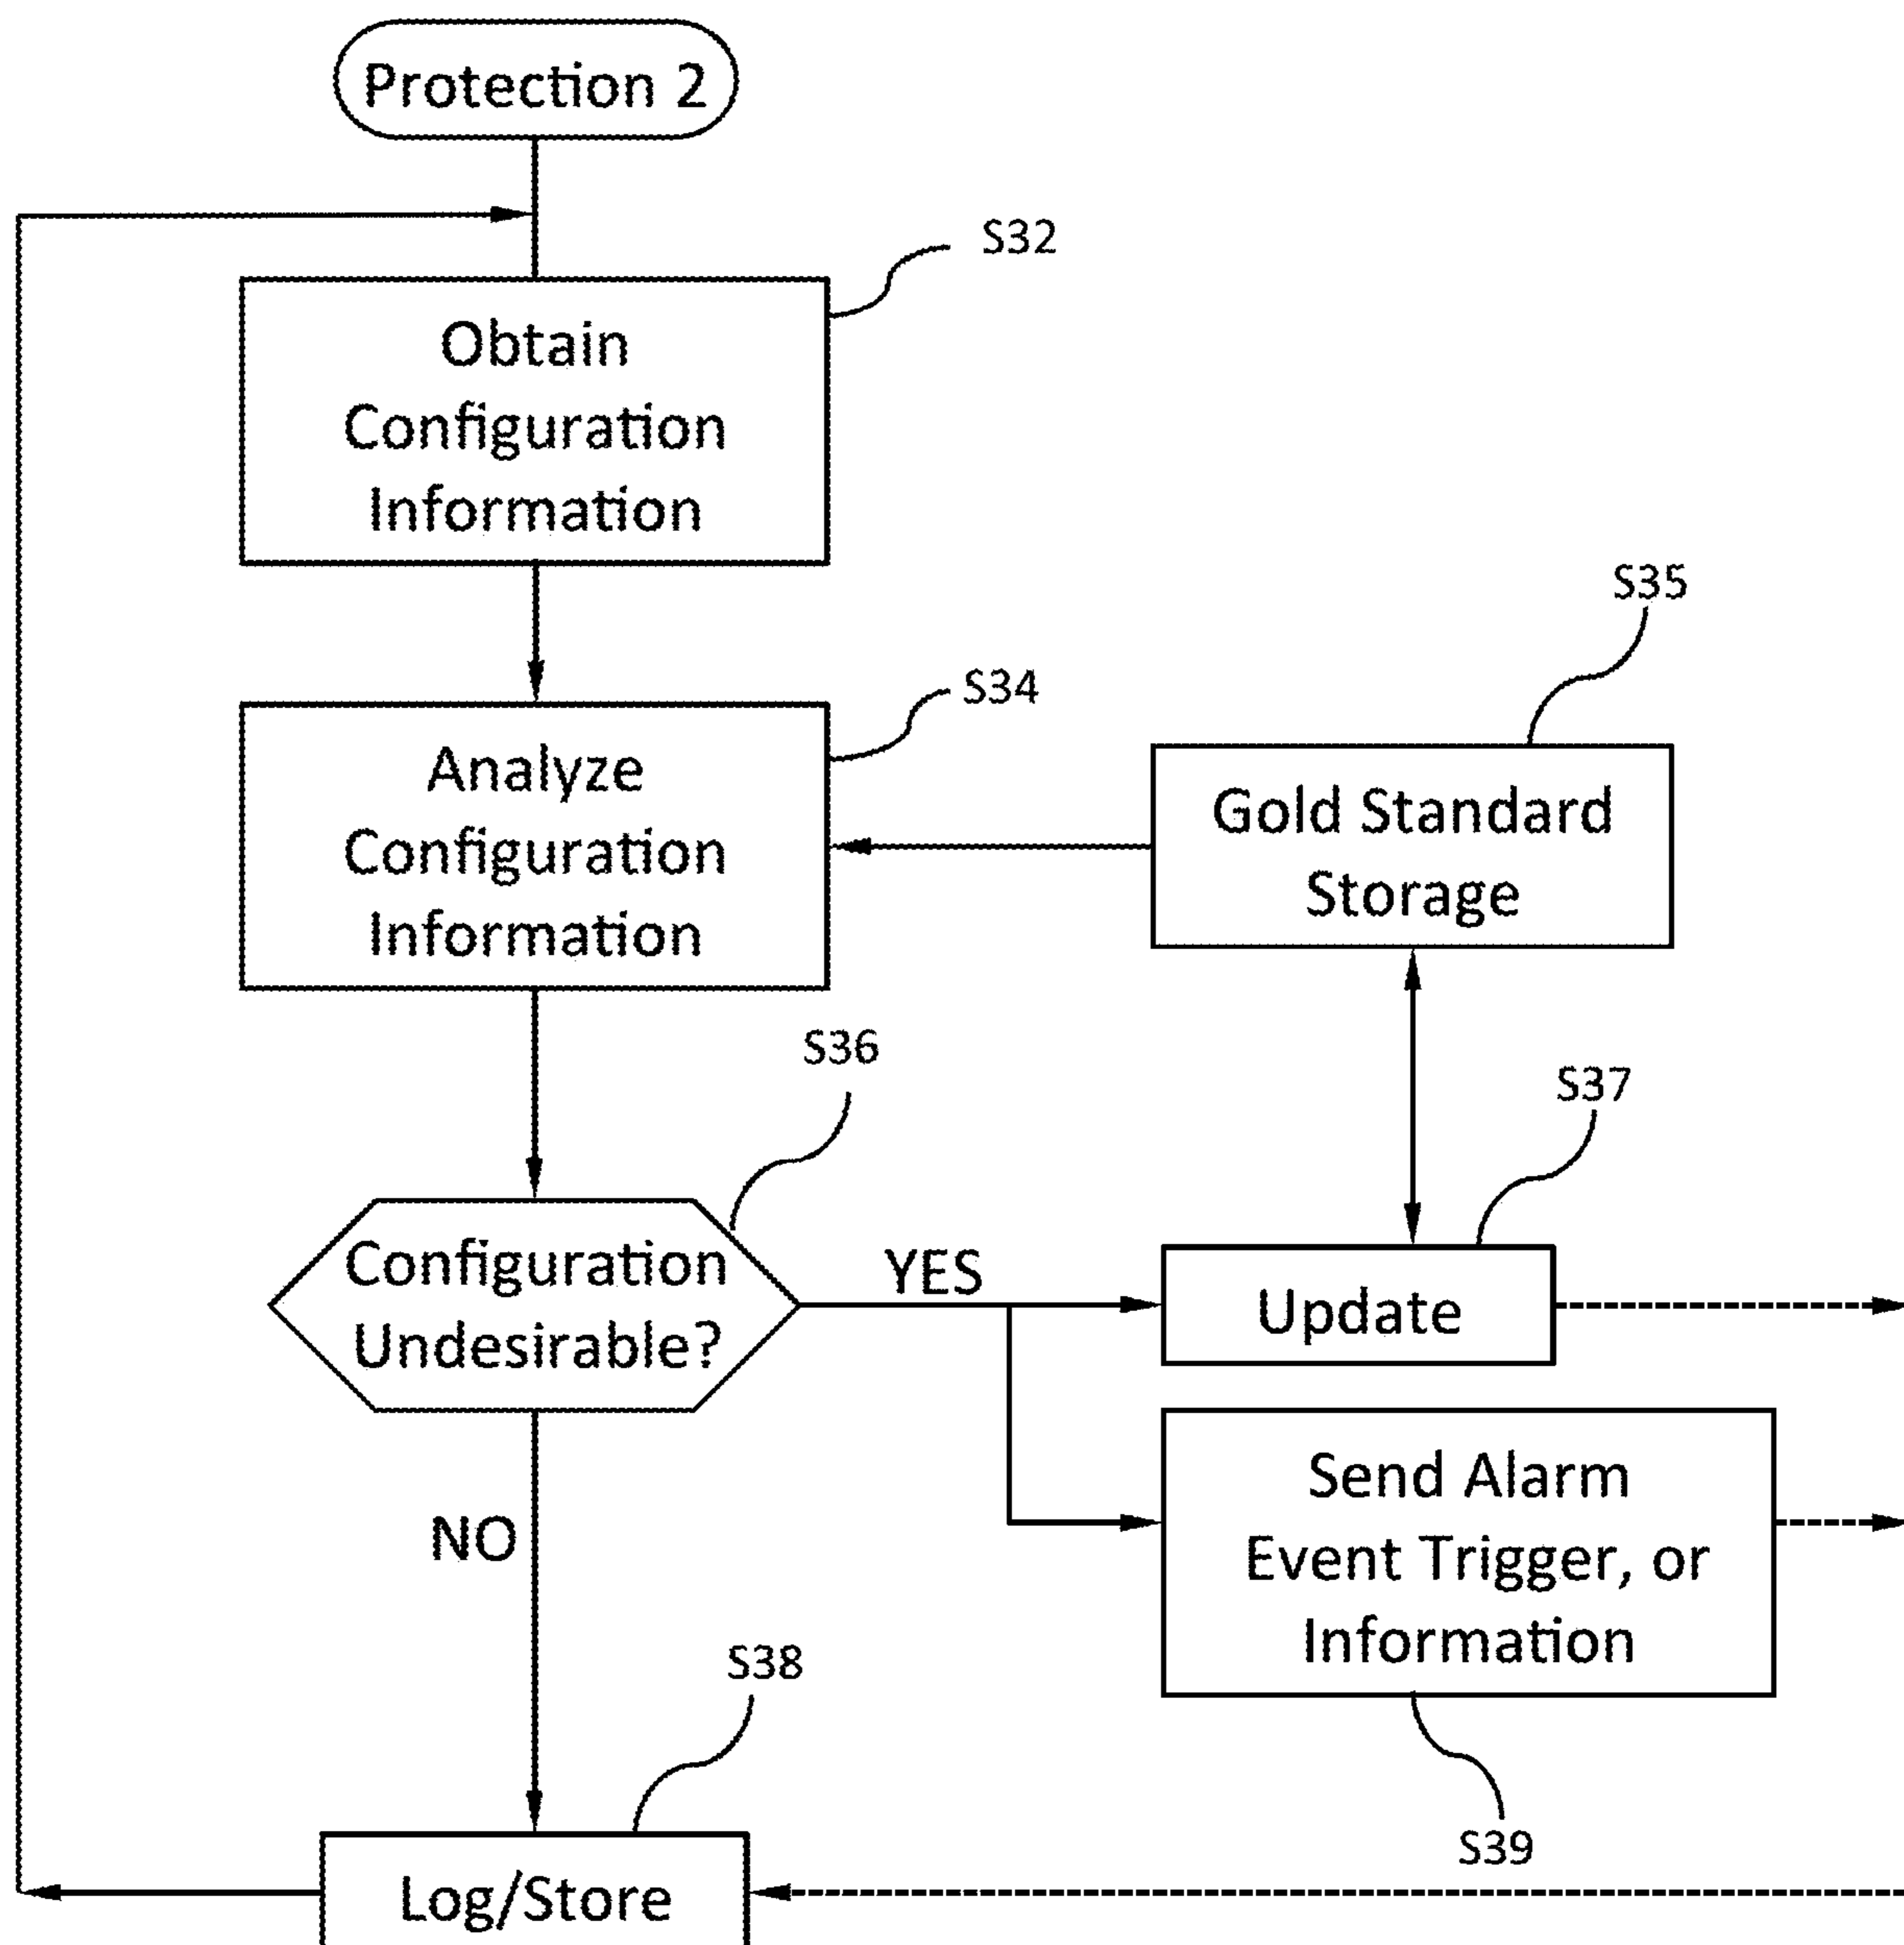 Protection 2
S32
Obtain
Configuration
Information
S35
S34
Analyze
Configuration
Information
Gold Standard
Storage
S36
S37
Configuration
Undesirable?
YES
Update
Send Alarm
Event Trigger, or
Information
NO
S38
S39
Log/Store